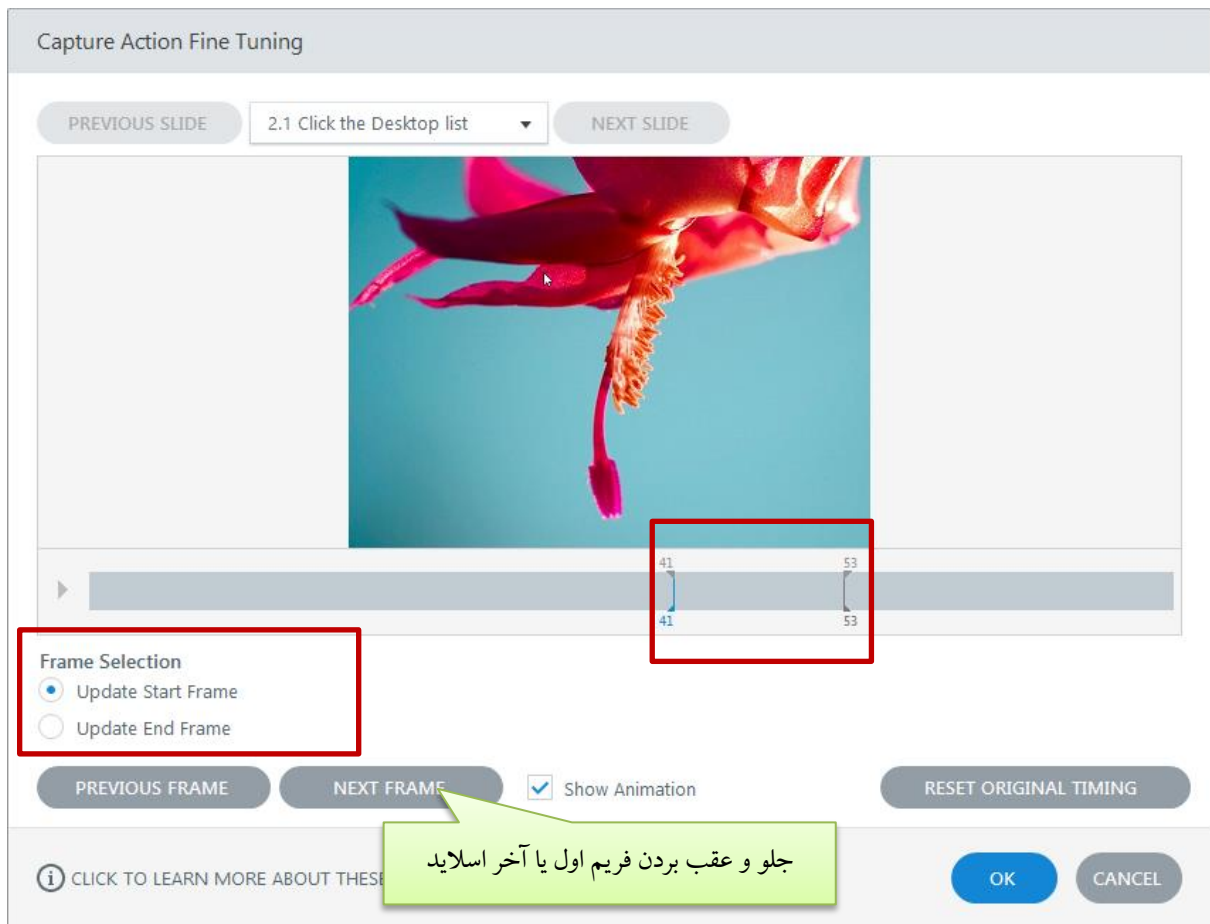 Capture Action Fine Tuning
PREVIOUS SLIDE 2.1 Click the Desktop list NEXT SLIDE
41 53
41 53
Frame Selection
Update Start Frame
Update End Frame
PREVIOUS FRAME NEXT FRAME Show Animation RESET ORIGINAL TIMING
جلو و عقب بردن فریم اول یا آخر اسلاید
CLICK TO LEARN MORE ABOUT THESE OK CANCEL